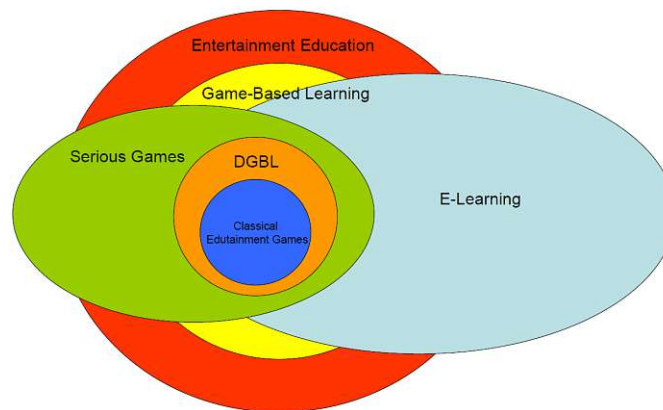 Entertainment Education
Game-Based Learning
Serious Games
DGBL
E-Learning
Classical
Edutainment Games